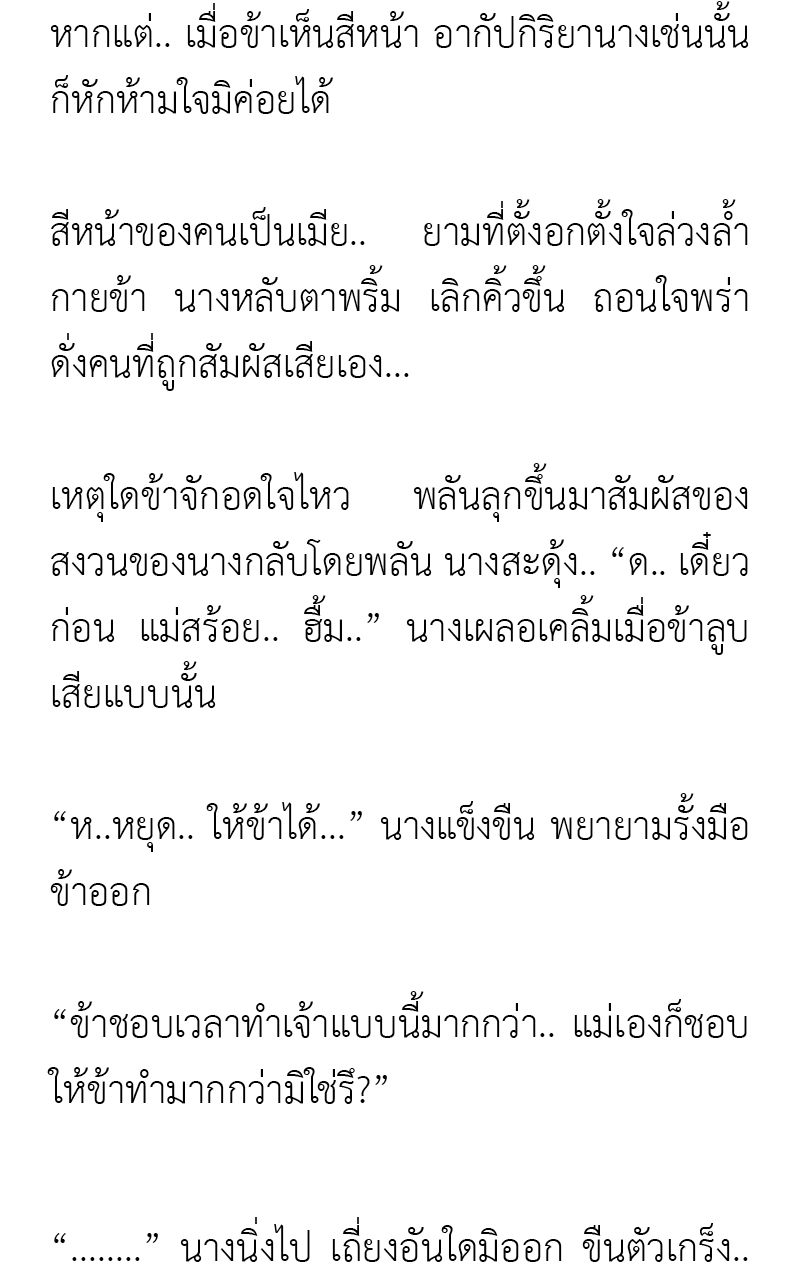 หากแต่.. เมื่อข้าเห็นสีหน้า อากัปกิริยานางเช่นนั้น
ก็หักห้ามใจมิค่อยได้
สีหน้าของคนเป็นเมีย.. ยามที่ตั้งอกตั้งใจล่วงล้ำ
กายข้า นางหลับตาพริ้ม เลิกคิ้วขึ้น ถอนใจพร่า
ดั่งคนที่ถูกสัมผัสเสียเอง...
เหตุใดข้าจักอดใจไหว พลันลุกขึ้นมาสัมผัสของ
สงวนของนางกลับโดยพลัน นางสะดุ้ง.. “ด.. เดี๋ยว
ก่อน แม่สร้อย.. ฮื้ม..” นางเผลอเคลิ้มเมื่อข้าลูบ
เสียแบบนั้น
“ห..หยุด.. ให้ข้าได้...” นางแข็งขืน พยายามรั้งมือ
ข้าออก
“ข้าชอบเวลาทำเจ้าแบบนี้มากกว่า.. แม่เองก็ชอบ
ให้ข้าทำมากกว่ามิใช่รึ?”
“........” นางนิ่งไป เถี่ยงอันใดมิออก ขืนตัวเกร็ง..